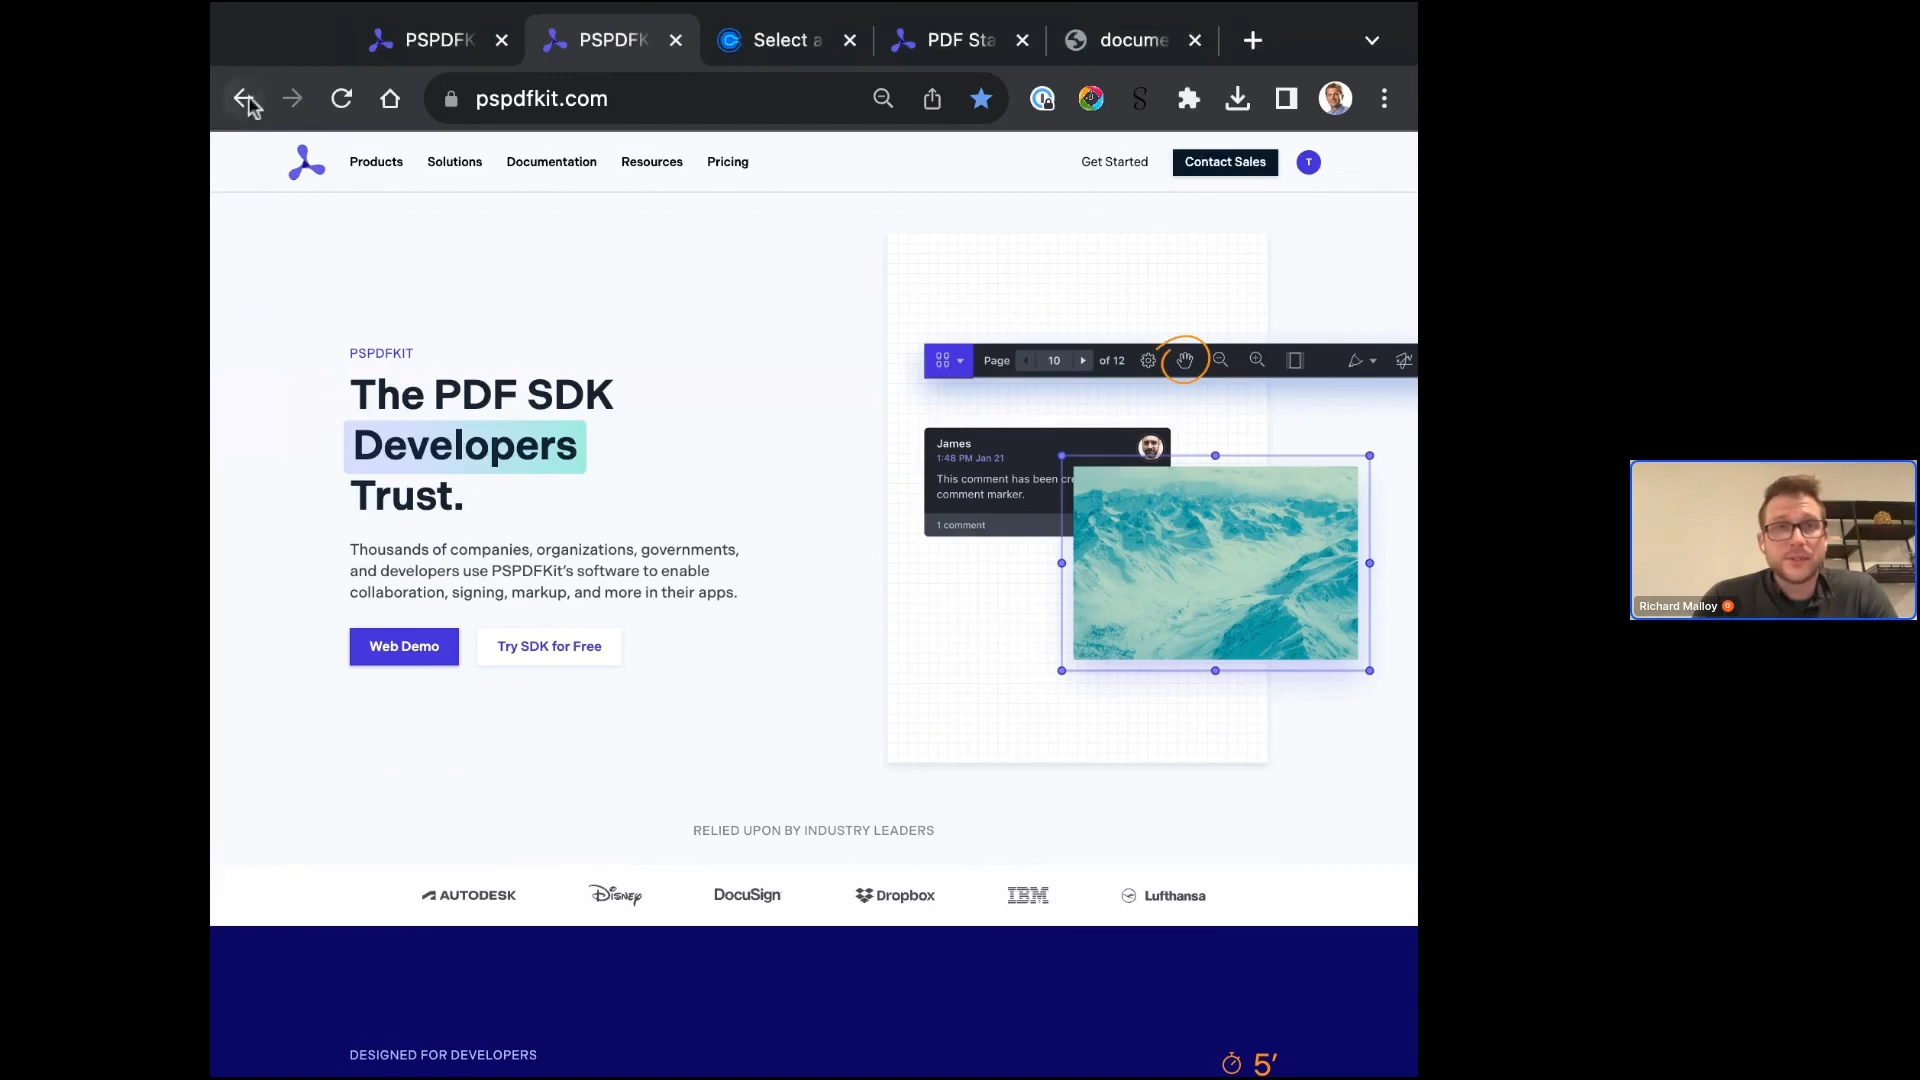 PSPDFK
PSPDFK
Select a
PDF Sta
docume
pspdfkit.com
Products
Solutions
Documentation
Resources
Pricing
Get Started
Contact Sales
T
PSPDFKIT
The PDF SDK
Developers
Trust.
Thousands of companies, organizations, governments,
and developers use PSPDFKit's software to enable
collaboration, signing, markup, and more in their apps.
Web Demo
Try SDK for Free
Page 10 of 12
James
1:48 PM Jan 21
This comment has been cre
comment marker.
1 comment
RELIED UPON BY INDUSTRY LEADERS
AUTODESK
Disney
DocuSign
Dropbox
IBM
Lufthansa
DESIGNED FOR DEVELOPERS
5′
Richard Malloy